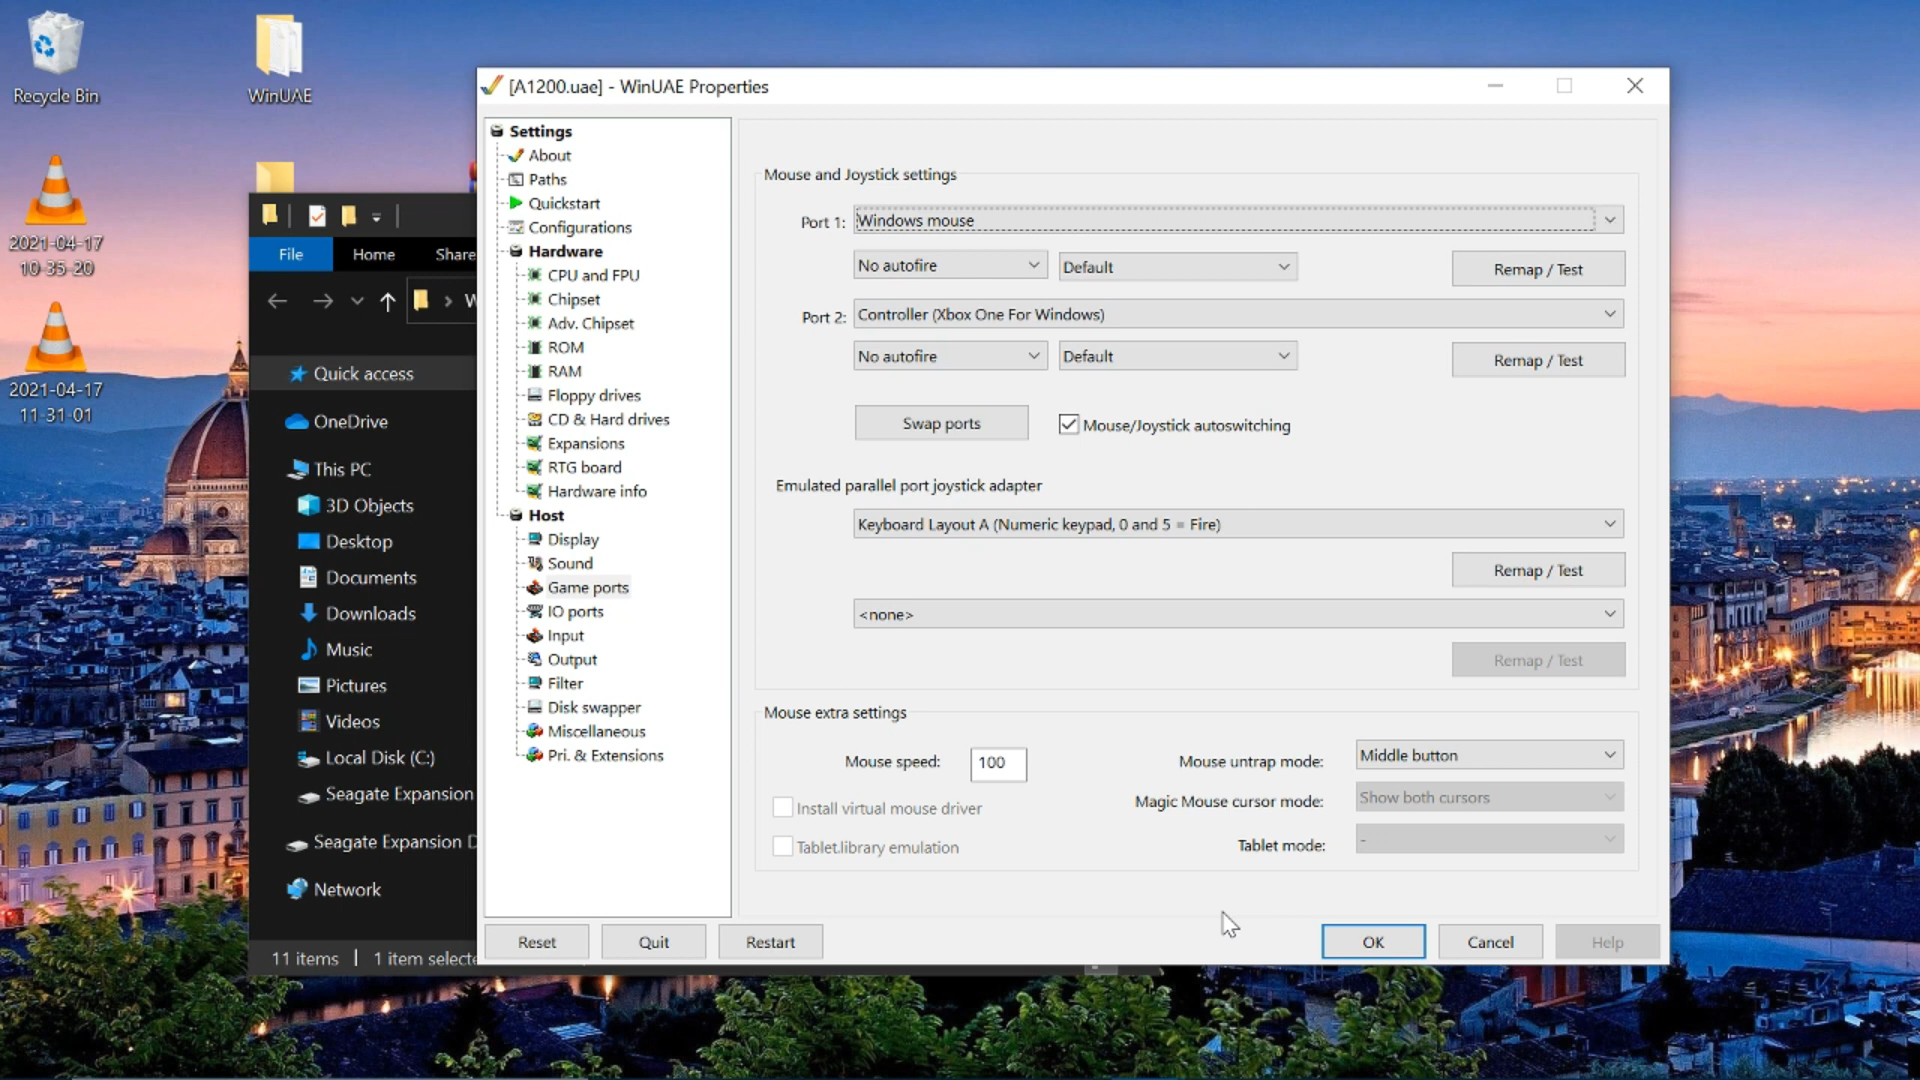 Recycle Bin
WinUAE
2021-04-17
10-35-20
2021-04-17
11-31-01
File
Home
Share
W
Quick access
OneDrive
This PC
3D Objects
Desktop
Documents
Downloads
Music
Pictures
Videos
Local Disk (C:)
Seagate Expansion
Seagate Expansion D
Network
11 items
1 item selecte
[A1200.uae] - WinUAE Properties
Settings
About
Paths
Quickstart
Configurations
Hardware
CPU and FPU
Chipset
Adv. Chipset
ROM
RAM
Floppy drives
CD & Hard drives
Expansions
RTG board
Hardware info
Host
Display
Sound
Game ports
IO ports
Input
Output
Filter
Disk swapper
Miscellaneous
Pri. & Extensions
Mouse and Joystick settings
Port 1: Windows mouse
No autofire Default Remap / Test
Port 2: Controller (Xbox One For Windows)
No autofire Default Remap / Test
Swap ports Mouse/Joystick autoswitching
Emulated parallel port joystick adapter
Keyboard Layout A (Numeric kepad, 0 and 5 = Fire)
Remap / Test
<none>
Remap / Test
Mouse extra settings
Mouse speed: 100
Install virtual mouse driver
Tablet.library emulation
Mouse untrap mode: Middle button
Magic Mouse cursor mode: Show both cursors
Tablet mode: -
Reset Quit Restart OK Cancel Help